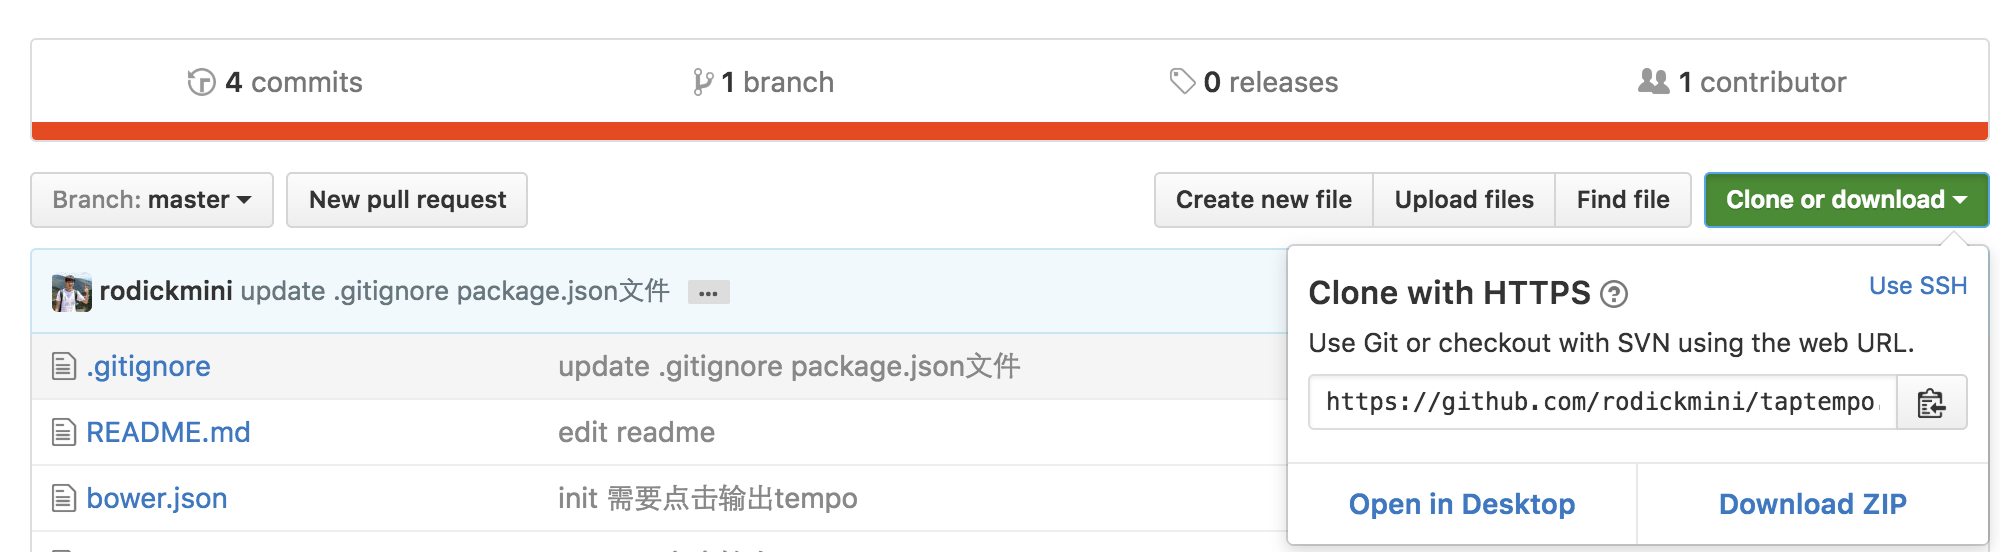 4 commits
1 branch
0 releases
1 contributor
Branch: master
New pull request
Create new file
Upload files
Find file
Clone or download
rodickmini update .gitignore package.json文件 ...
Clone with HTTPS ?
Use SSH
Use Git or checkout with SVN using the web URL.
https://github.com/rodickmini/taptempo.
Open in Desktop
Download ZIP
.gitignore
update .gitignore package.json文件
README.md
edit readme
bower.json
init 需要点击输出tempo